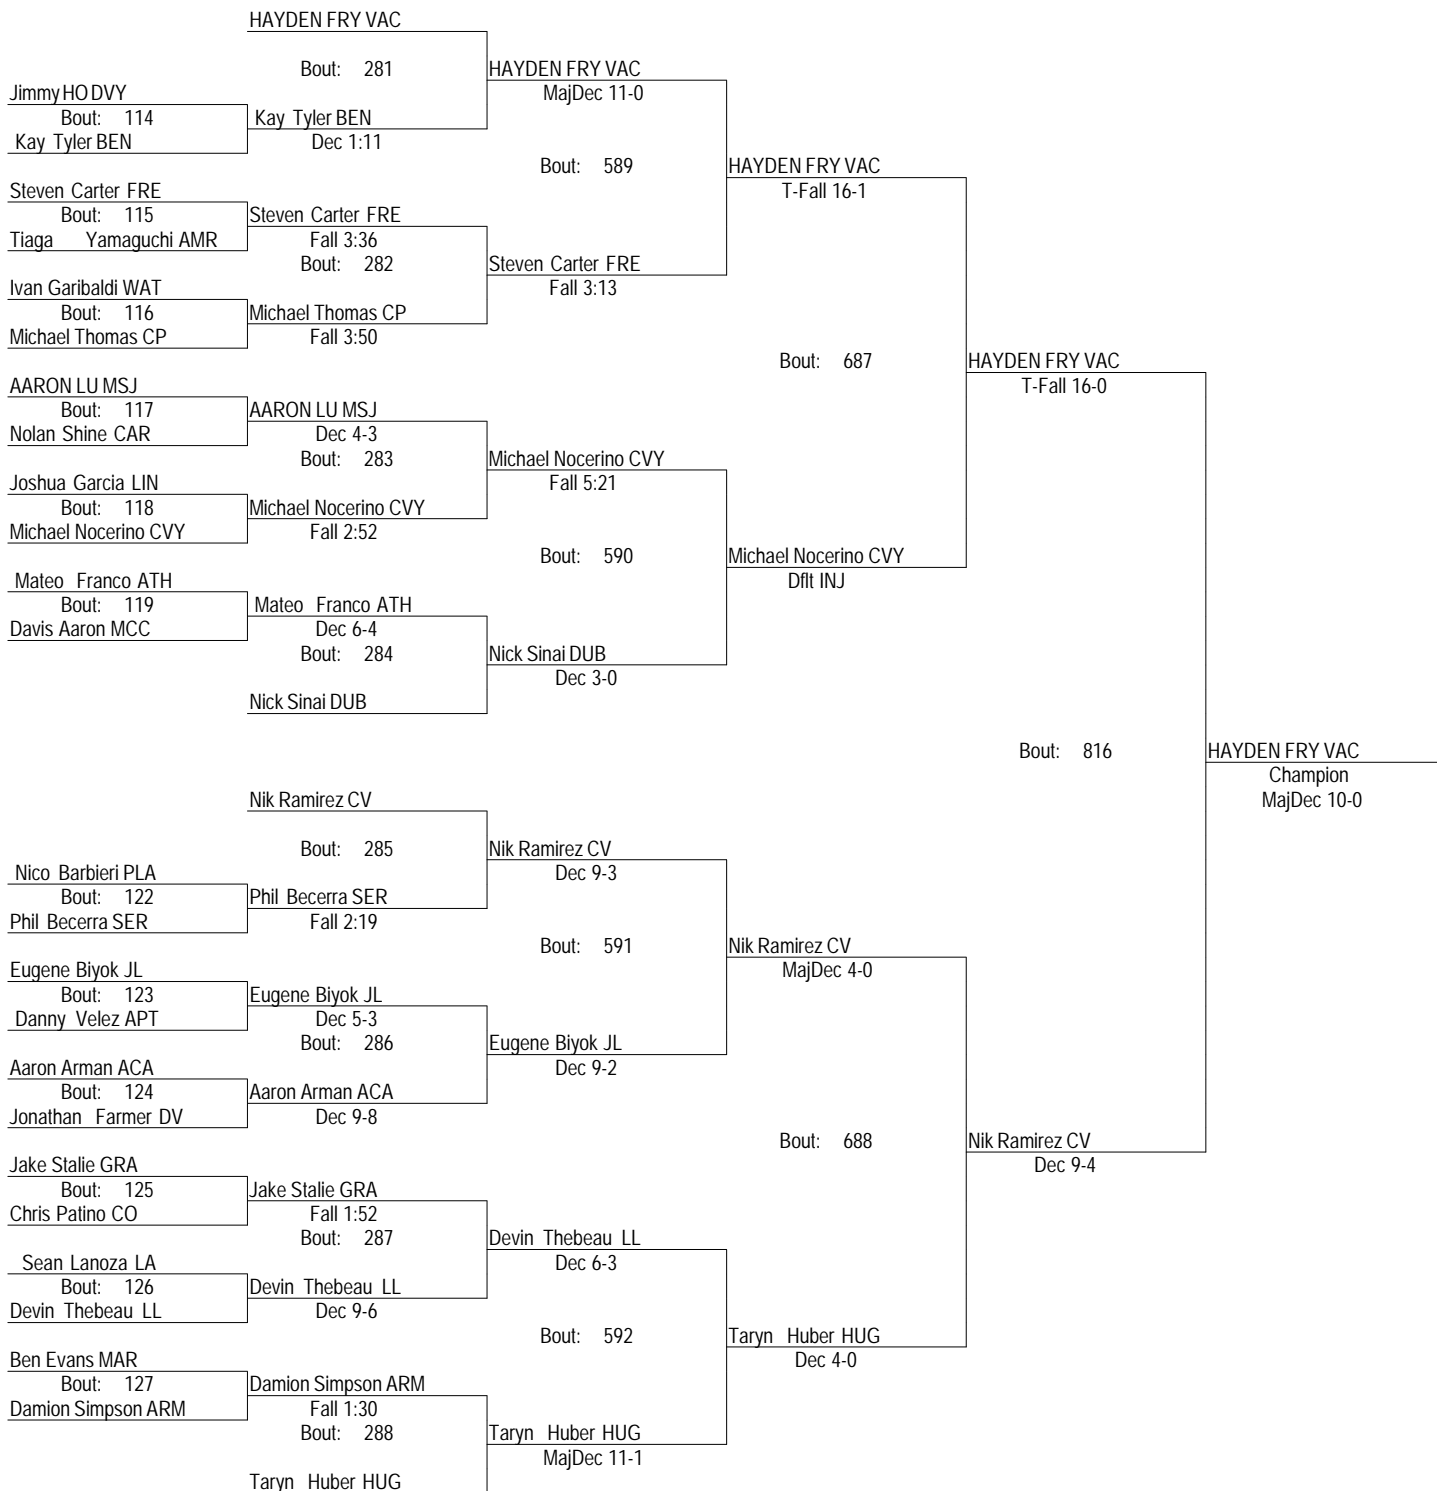 HAYDEN FRY VAC
Bout: 281
HAYDEN FRY VAC
MajDec 11-0
Jimmy HO DVY
Bout: 114
Kay Tyler BEN
Kay Tyler BEN
Dec 1:11
Bout: 589
HAYDEN FRY VAC
T-Fall 16-1
Steven Carter FRE
Bout: 115
Tiaga Yamaguchi AMR
Steven Carter FRE
Fall 3:36
Bout: 282
Steven Carter FRE
Fall 3:13
Ivan Garibaldi WAT
Bout: 116
Michael Thomas CP
Michael Thomas CP
Fall 3:50
Bout: 687
HAYDEN FRY VAC
T-Fall 16-0
AARON LU MSJ
Bout: 117
Nolan Shine CAR
AARON LU MSJ
Dec 4-3
Bout: 283
Michael Nocerino CVY
Fall 5:21
Joshua Garcia LIN
Bout: 118
Michael Nocerino CVY
Michael Nocerino CVY
Fall 2:52
Bout: 590
Michael Nocerino CVY
Dflt INJ
Mateo Franco ATH
Bout: 119
Davis Aaron MCC
Mateo Franco ATH
Dec 6-4
Bout: 284
Nick Sinai DUB
Dec 3-0
Nick Sinai DUB
Bout: 816
HAYDEN FRY VAC
Champion
MajDec 10-0
Nik Ramirez CV
Bout: 285
Nik Ramirez CV
Dec 9-3
Nico Barbieri PLA
Bout: 122
Phil Becerra SER
Phil Becerra SER
Fall 2:19
Bout: 591
Nik Ramirez CV
MajDec 4-0
Eugene Biyok JL
Bout: 123
Danny Velez APT
Eugene Biyok JL
Dec 5-3
Bout: 286
Eugene Biyok JL
Dec 9-2
Aaron Arman ACA
Bout: 124
Jonathan Farmer DV
Aaron Arman ACA
Dec 9-8
Bout: 688
Nik Ramirez CV
Dec 9-4
Jake Stalie GRA
Bout: 125
Chris Patino CO
Jake Stalie GRA
Fall 1:52
Bout: 287
Devin Thebeau LL
Dec 6-3
Sean Lanoza LA
Bout: 126
Devin Thebeau LL
Devin Thebeau LL
Dec 9-6
Bout: 592
Taryn Huber HUG
Dec 4-0
Ben Evans MAR
Bout: 127
Damion Simpson ARM
Damion Simpson ARM
Fall 1:30
Bout: 288
Taryn Huber HUG
MajDec 11-1
Taryn Huber HUG